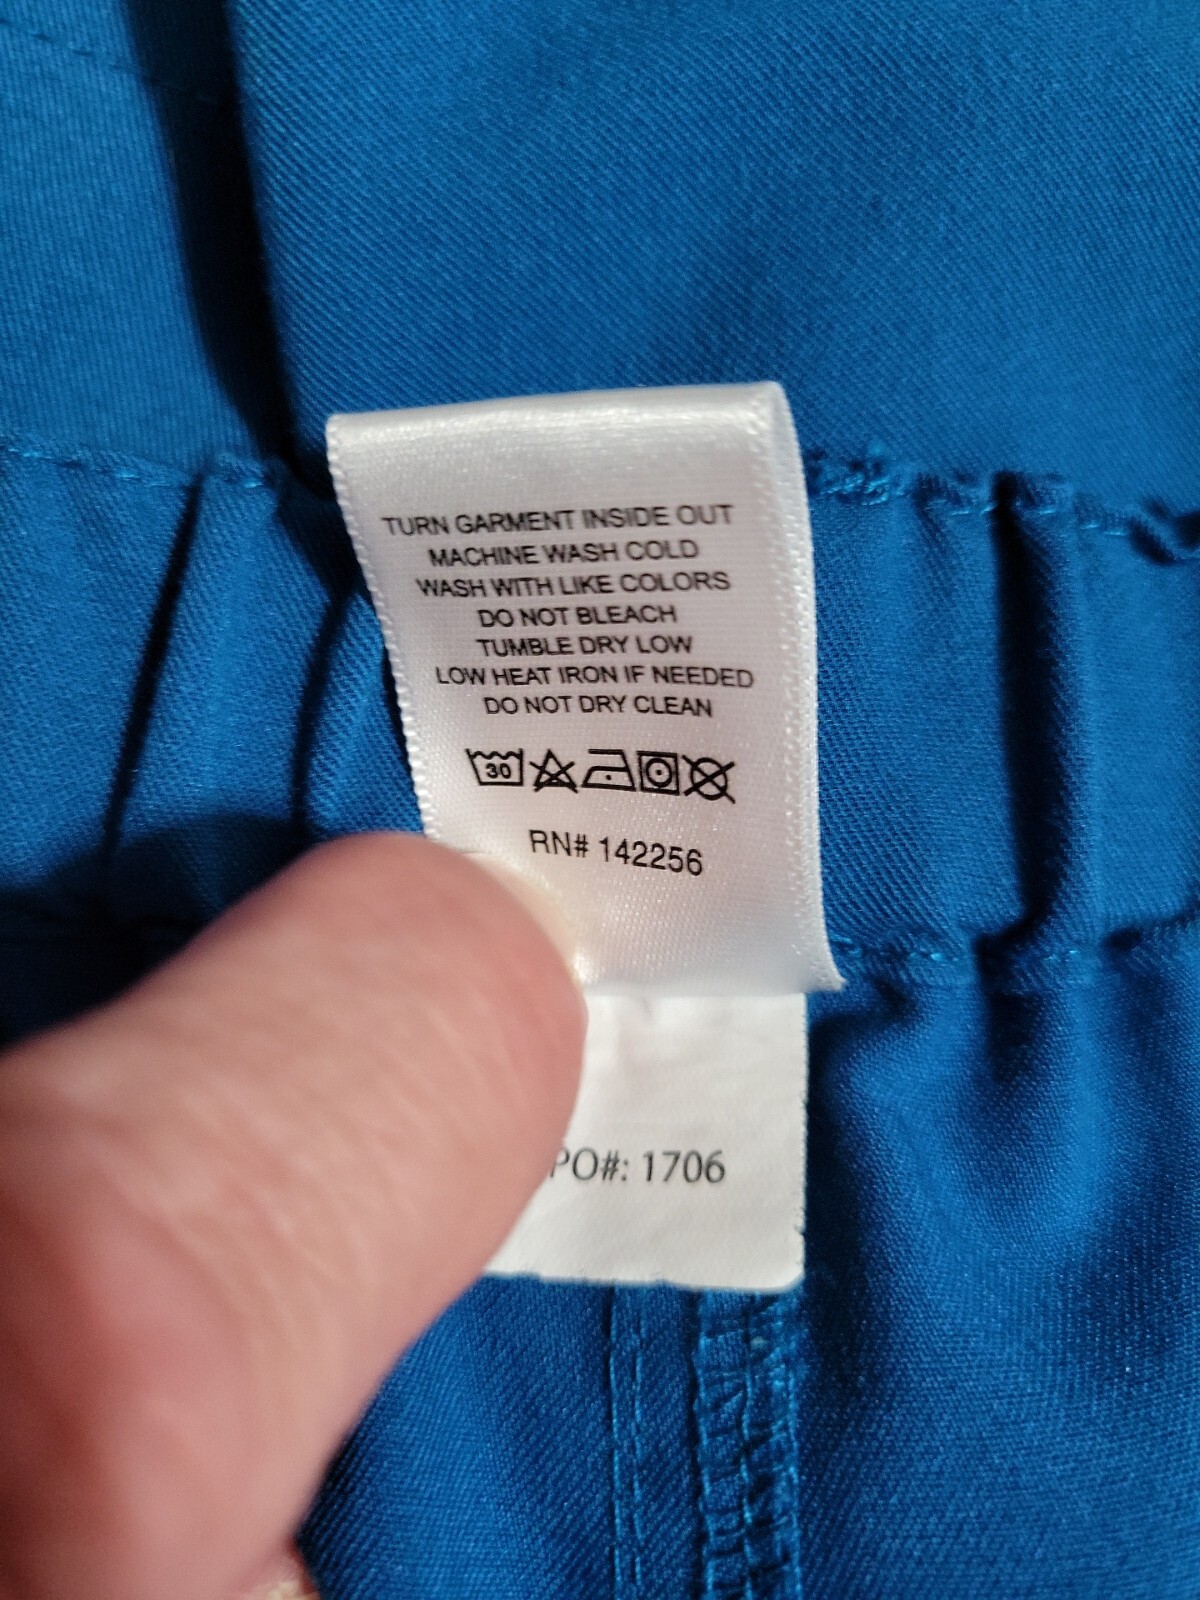 TURN GARMENT INSIDE OUT
MACHINE WASH COLD
WASH WITH LIKE COLORS
DO NOT BLEACH
TUMBLE DRY LOW
LOW HEAT IRON IF NEEDED
DO NOT DRY CLEAN
30
RN# 142256
PO#: 1706